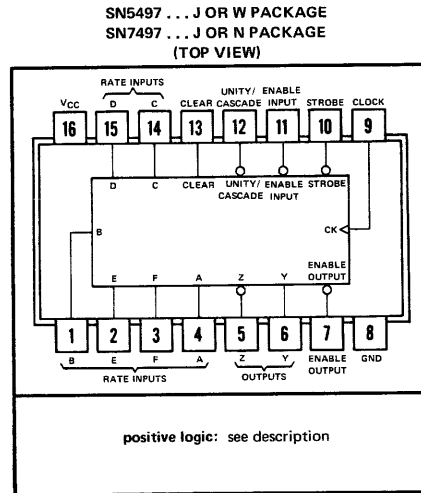 SN5497 ... J OR W PACKAGE
SN7497 ... J OR N PACKAGE
(TOP VIEW)
RATE INPUTS
UNITY/ ENABLE
VCC D C CLEAR CASCADE INPUT STROBE CLOCK
16 15 14 13 12 11 10 9
D C CLEAR UNITY/ ENABLE STROBE
CASCADE INPUT
B CK
ENABLE
E F A Z Y OUTPUT
1 2 3 4 5 6 7 8
B E F A Z Y ENABLE GND
RATE INPUTS OUTPUTS OUTPUT
positive logic: see description